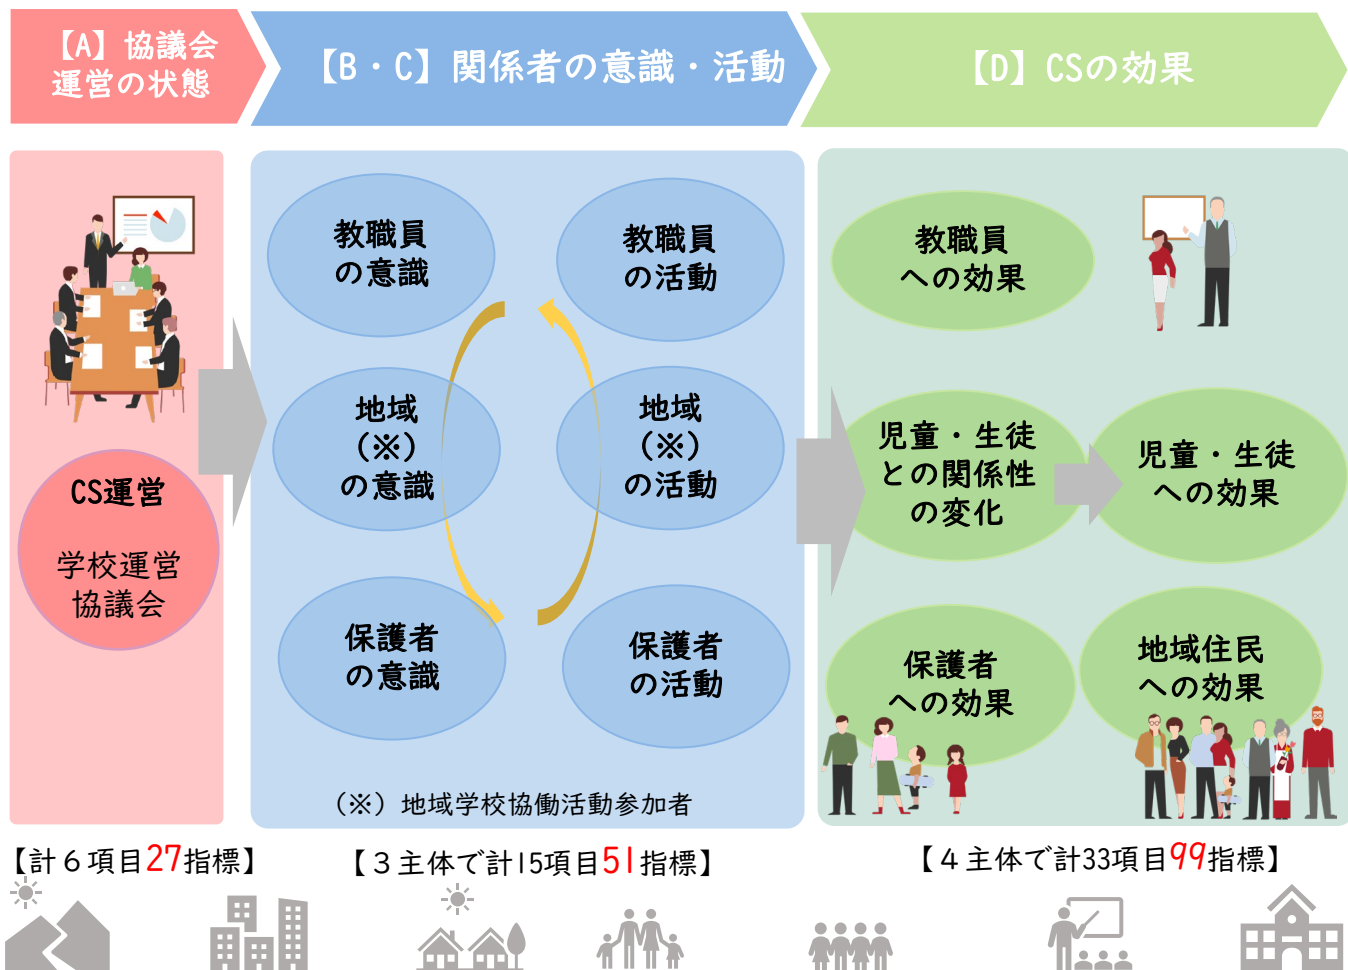 【A】協議会
運営の状態
【B・C】関係者の意識・活動
【D】CSの効果
CS運営
学校運営
協議会
教職員
の意識
教職員
の活動
地域
（※）
の意識
地域
（※）
の活動
保護者
の意識
保護者
の活動
（※）地域学校協働活動参加者
教職員
への効果
児童・生徒
との関係性
の変化
児童・生徒
への効果
保護者
への効果
地域住民
への効果
【計６項目27指標】
【３主体で計15項目51指標】
【４主体で計33項目99指標】